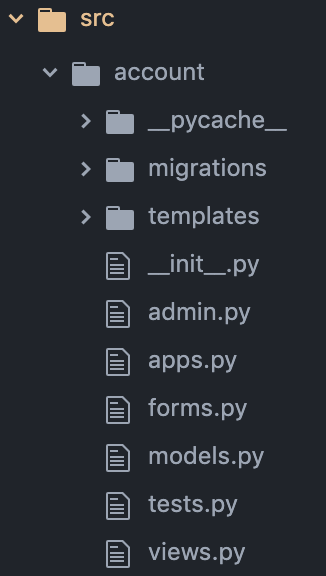 src
account
__pycache__
migrations
templates
__init__.py
admin.py
apps.py
forms.py
models.py
tests.py
views.py